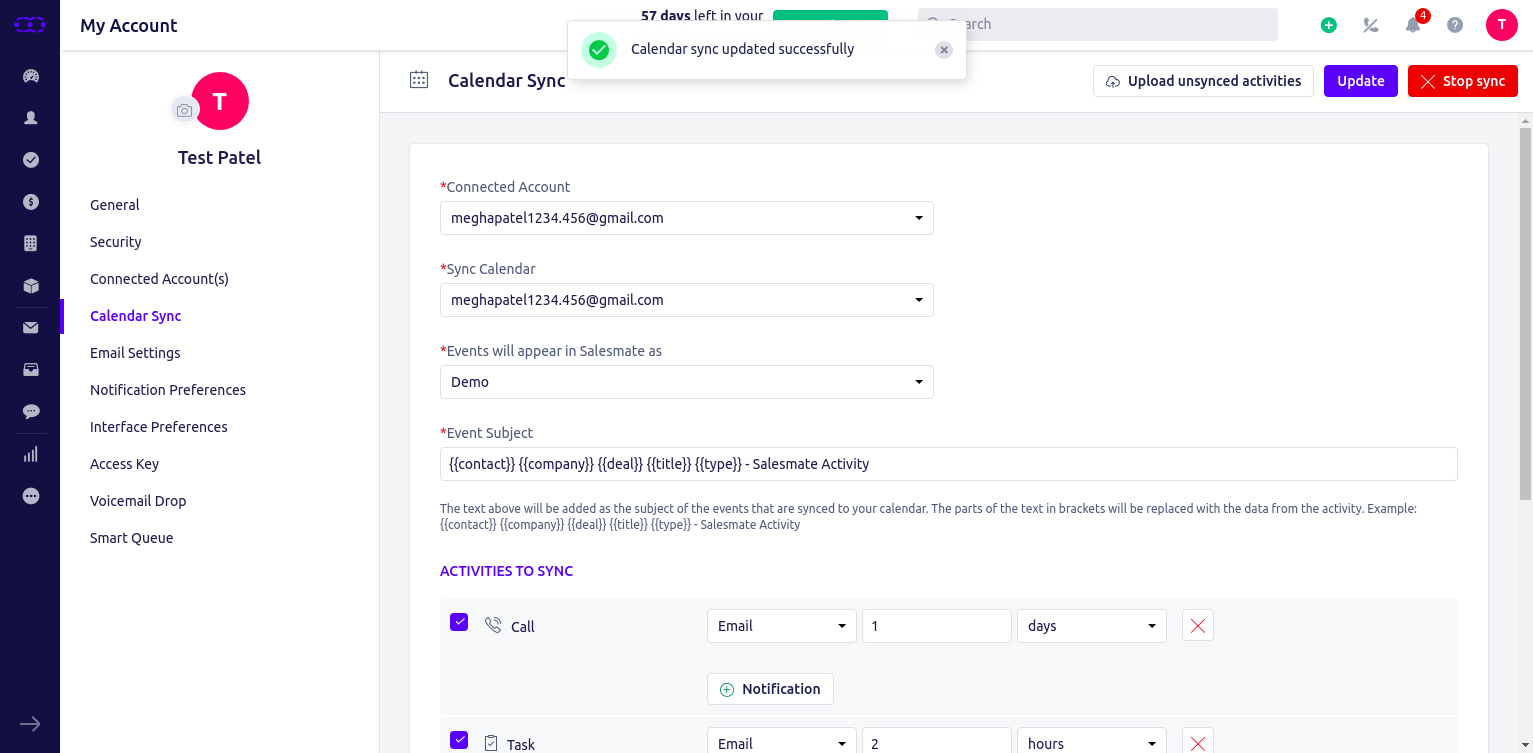 My Account
57 days left in your
Search
4
T
Calendar sync updated successfully
T
Test Patel
General
Security
Connected Account(s)
Calendar Sync
Email Settings
Notification Preferences
Interface Preferences
Access Key
Voicemail Drop
Smart Queue
Calendar Sync
Upload unsynced activities
Update
Stop sync
*Connected Account
meghapatel1234.456@gmail.com
*Sync Calendar
meghapatel1234.456@gmail.com
*Events will appear in Salesmate as
Demo
*Event Subject
{{contact}} {{company}} {{deal}} {{title}} {{type}} - Salesmate Activity
The text above will be added as the subject of the events that are synced to your calendar. The parts of the text in brackets will be replaced with the data from the activity. Example:
{{contact}} {{company}} {{deal}} {{title}} {{type}} - Salesmate Activity
ACTIVITIES TO SYNC
Call Email 1 days
Notification
Task Email 2 hours